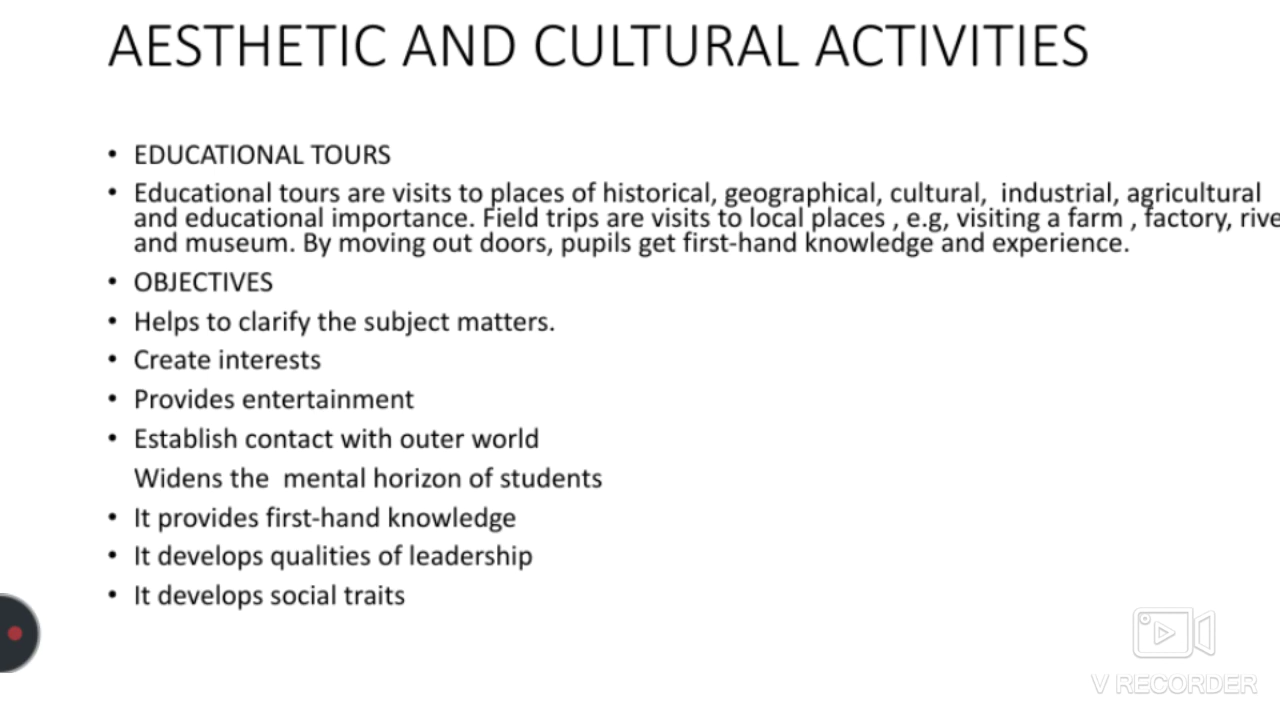 AESTHETIC AND CULTURAL ACTIVITIES
• EDUCATIONAL TOURS
• Educational tours are visits to places of historical, geographical, cultural, industrial, agricultural
and educational importance. Field trips are visits to local places , e.g, visiting a farm , factory,
and museum. By moving out doors, pupils get first-hand knowledge and experience.
• OBJECTIVES
• Helps to clarify the subject matters.
• Create interests
• Provides entertainment
• Establish contact with outer world
Widens the mental horizon of students
• It provides first-hand knowledge
• It develops qualities of leadership
• It develops social traits
V RECORDER